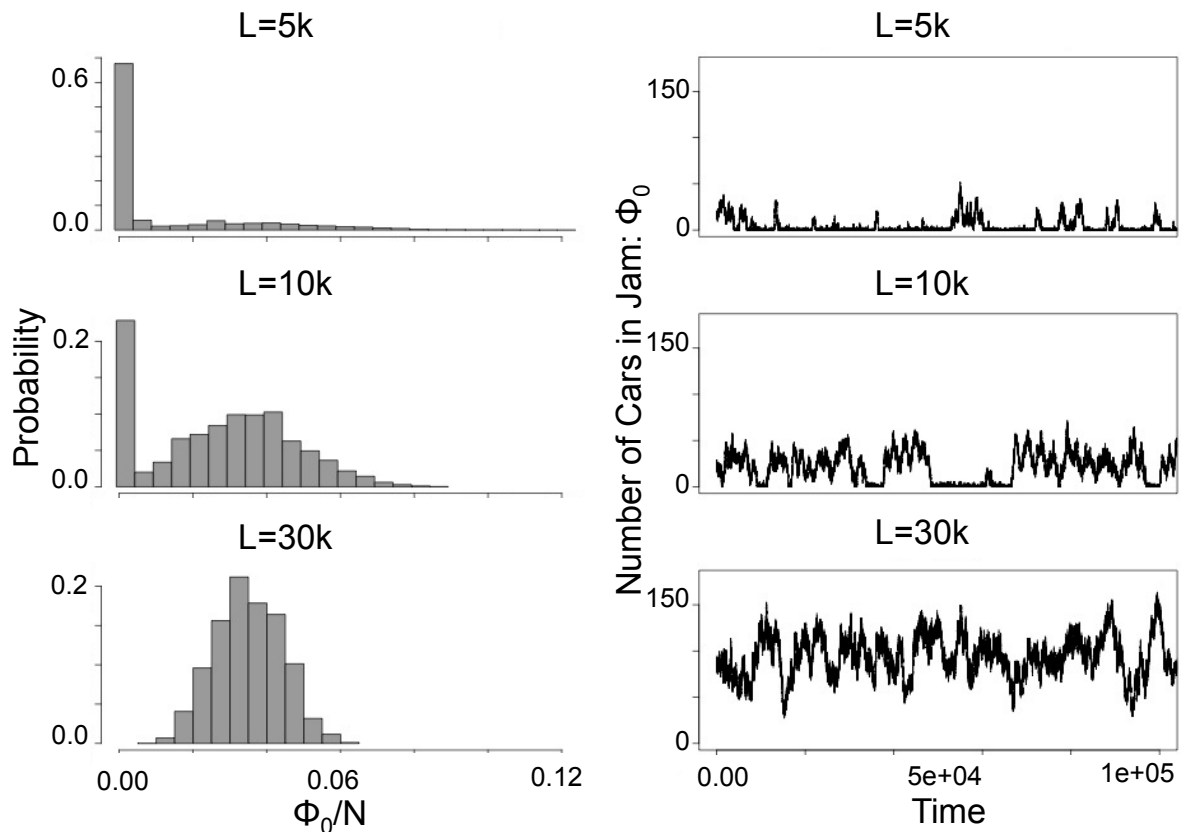 L=5k
0.6
0.0
L=10k
0.2
0.0
L=30k
0.2
0.0
0.00 0.06 0.12
Φ₀/N
Probability
L=5k
150
0
L=10k
150
0
L=30k
150
0
0.00 5e+04 1e+05
Time
Number of Cars in Jam: Φ₀